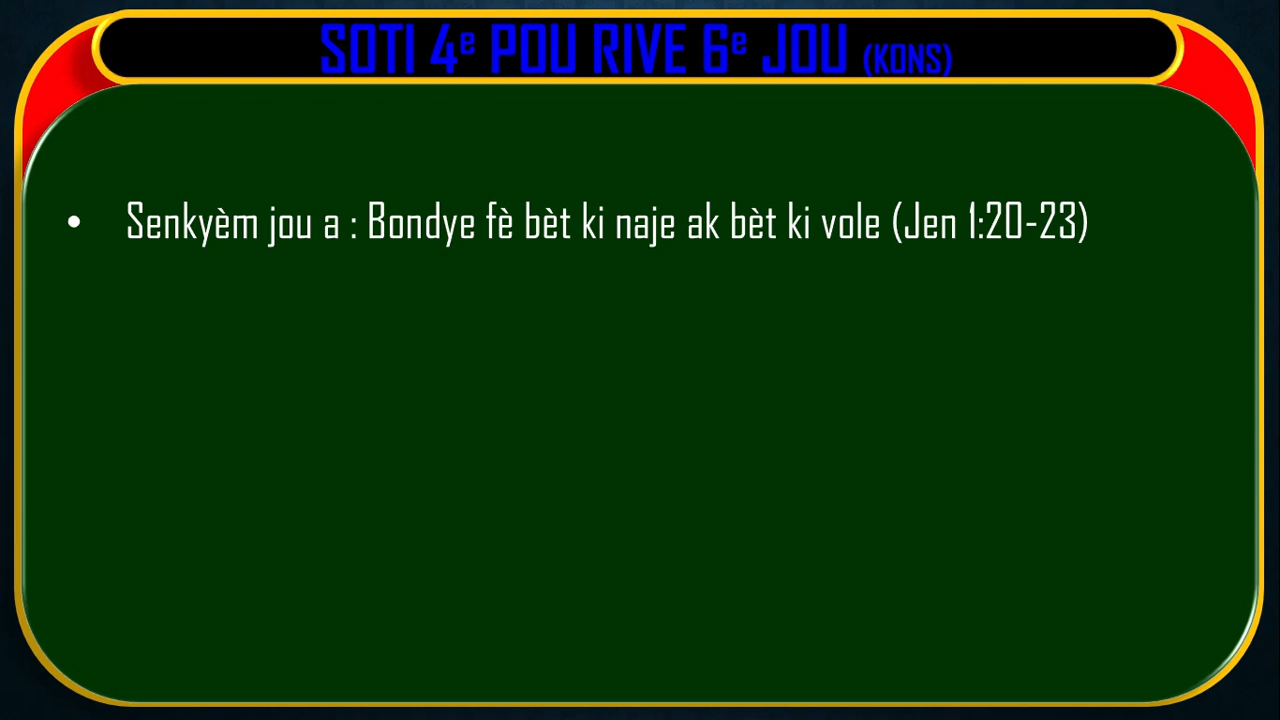 SOTI 4e POU RIVE 6e JOU (KONS)
• Senkyèm jou a : Bondye fè bèt ki naje ak bèt ki vole (Jen 1:20-23)